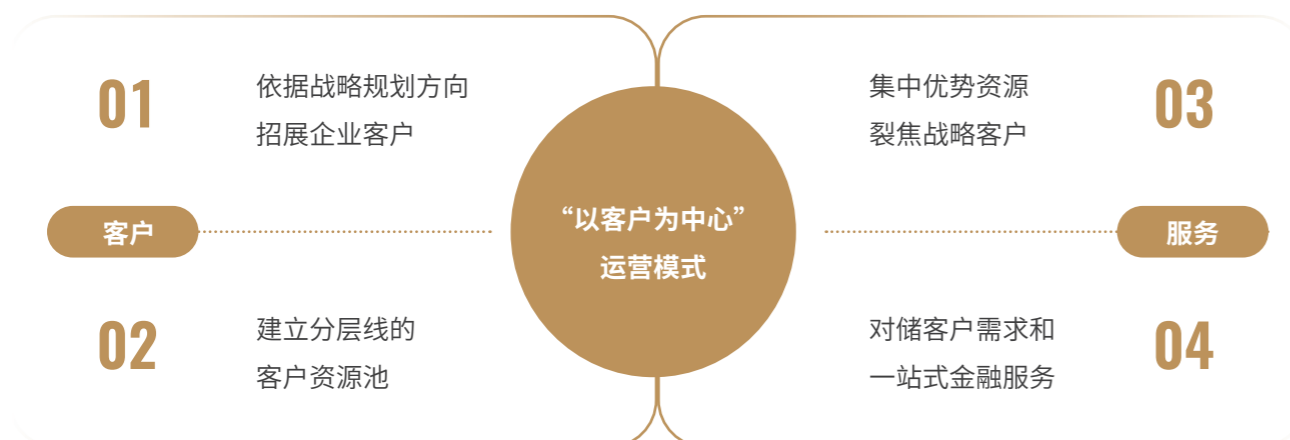 01
依据战略规划方向
招展企业客户
客户
02
建立分层线的
客户资源池
“以客户为中心”
运营模式
03
集中优势资源
裂焦战略客户
服务
04
对储客户需求和
一站式金融服务